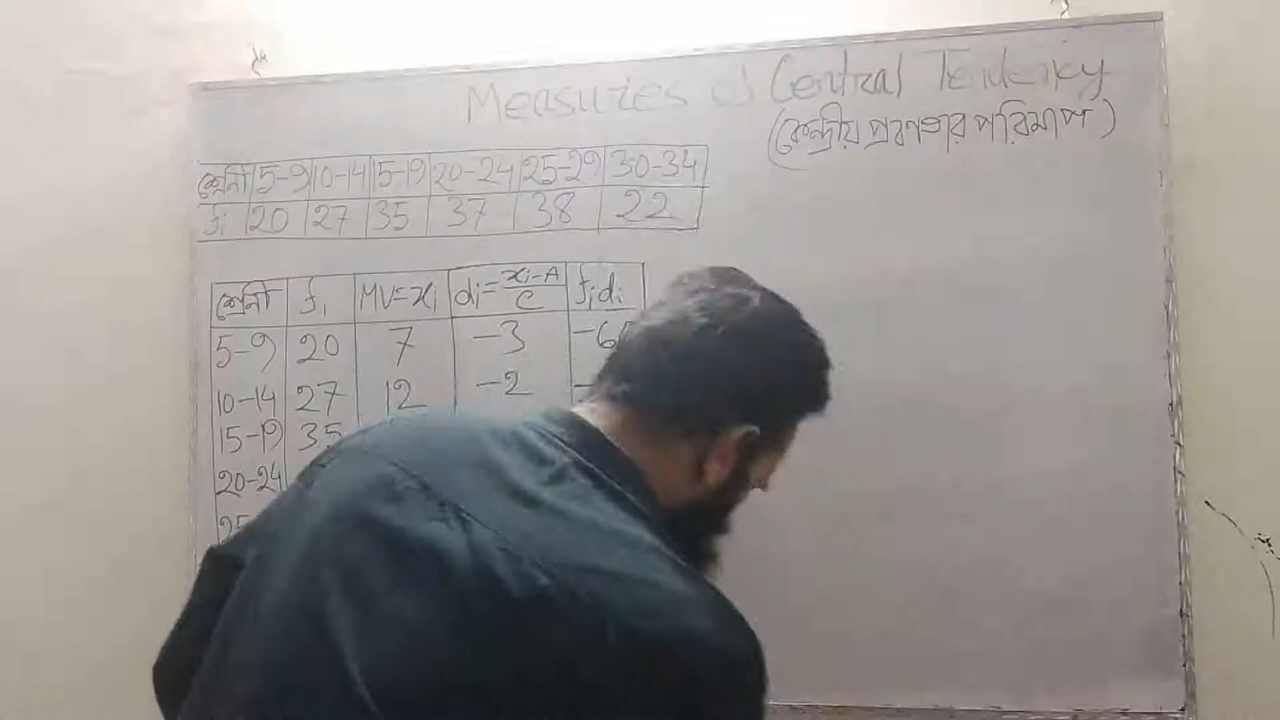 Measures of Central Tendency
(কেন্দ্রীয় প্রবণতার পরিমাপ)
শ্রেনী 5-9 10-14 15-19 20-24 25-29 30-34
fi 20 27 35 37 38 22
শ্রেনী fi MV=xi di=xi-A/C fidi
5-9 20 7 -3 -60
10-14 27 12 -2 -
15-19 35
20-24
25